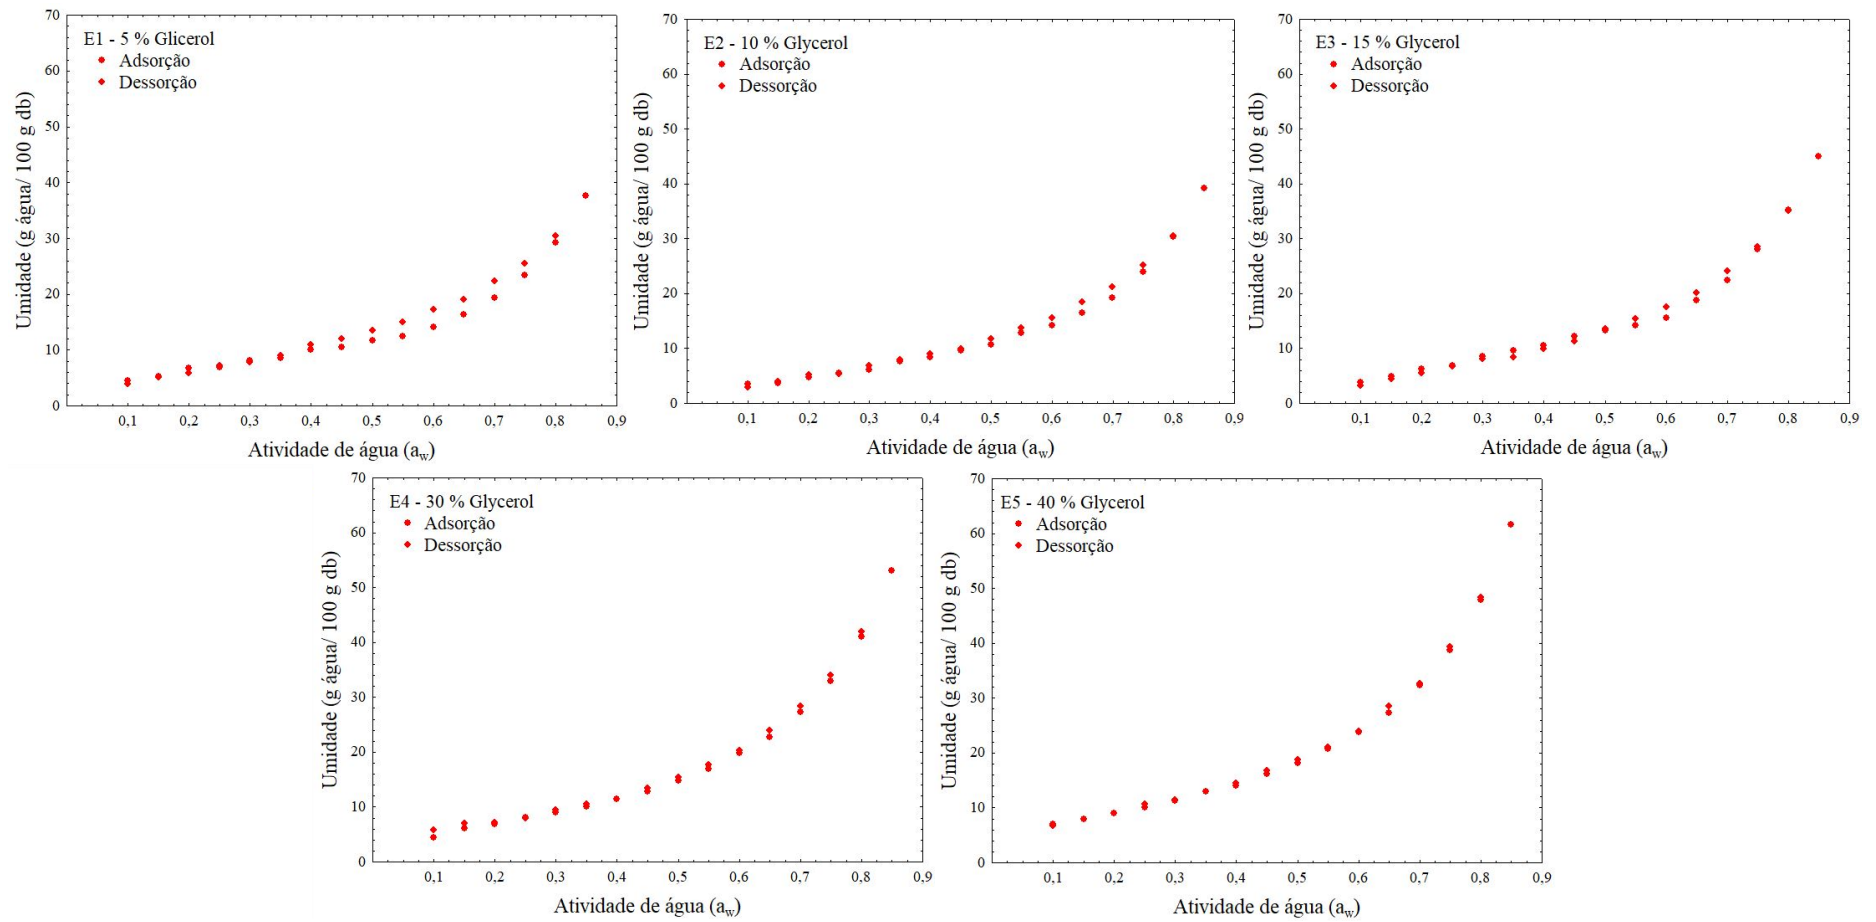 70
60
50
40
30
20
10
0
Umidade (g água/ 100 g db)
E1 - 5 % Glicerol
Adsorção
Dessorção
0,1 0,2 0,3 0,4 0,5 0,6 0,7 0,8 0,9
Atividade de água (aw)
70
60
50
40
30
20
10
0
Umidade (g água/ 100 g db)
E2 - 10 % Glycerol
Adsorção
Dessorção
0,1 0,2 0,3 0,4 0,5 0,6 0,7 0,8 0,9
Atividade de água (aw)
70
60
50
40
30
20
10
0
Umidade (g água/ 100 g db)
E3 - 15 % Glycerol
Adsorção
Dessorção
0,1 0,2 0,3 0,4 0,5 0,6 0,7 0,8 0,9
Atividade de água (aw)
70
60
50
40
30
20
10
0
Umidade (g água/ 100 g db)
E4 - 30 % Glycerol
Adsorção
Dessorção
0,1 0,2 0,3 0,4 0,5 0,6 0,7 0,8 0,9
Atividade de água (aw)
70
60
50
40
30
20
10
0
Umidade (g água/ 100 g db)
E5 - 40 % Glycerol
Adsorção
Dessorção
0,1 0,2 0,3 0,4 0,5 0,6 0,7 0,8 0,9
Atividade de água (aw)